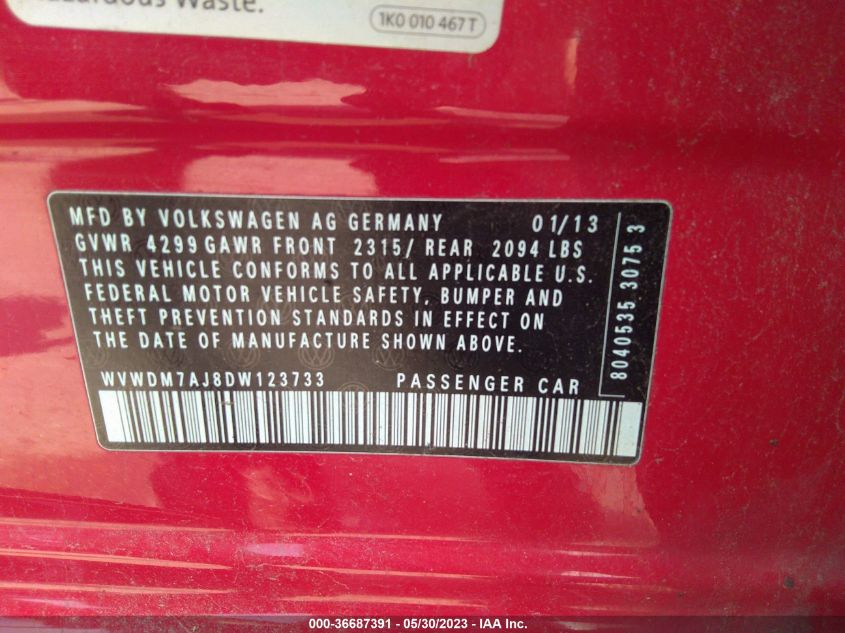 Waste.
1K0 010 467 T
MFD BY VOLKSWAGEN AG GERMANY 01/13
GVWR 4299 GAWR FRONT 2315/ REAR 2094 LBS
THIS VEHICLE CONFORMS TO ALL APPLICABLE U.S.
FEDERAL MOTOR VEHICLE SAFETY, BUMPER AND
THEFT PREVENTION STANDARDS IN EFFECT ON
THE DATE OF MANUFACTURE SHOWN ABOVE.
WVWDM7AJ8DW123733 PASSENGER CAR
8040535 3075 3
000-36687391 - 05/30/2023 - IAA Inc.